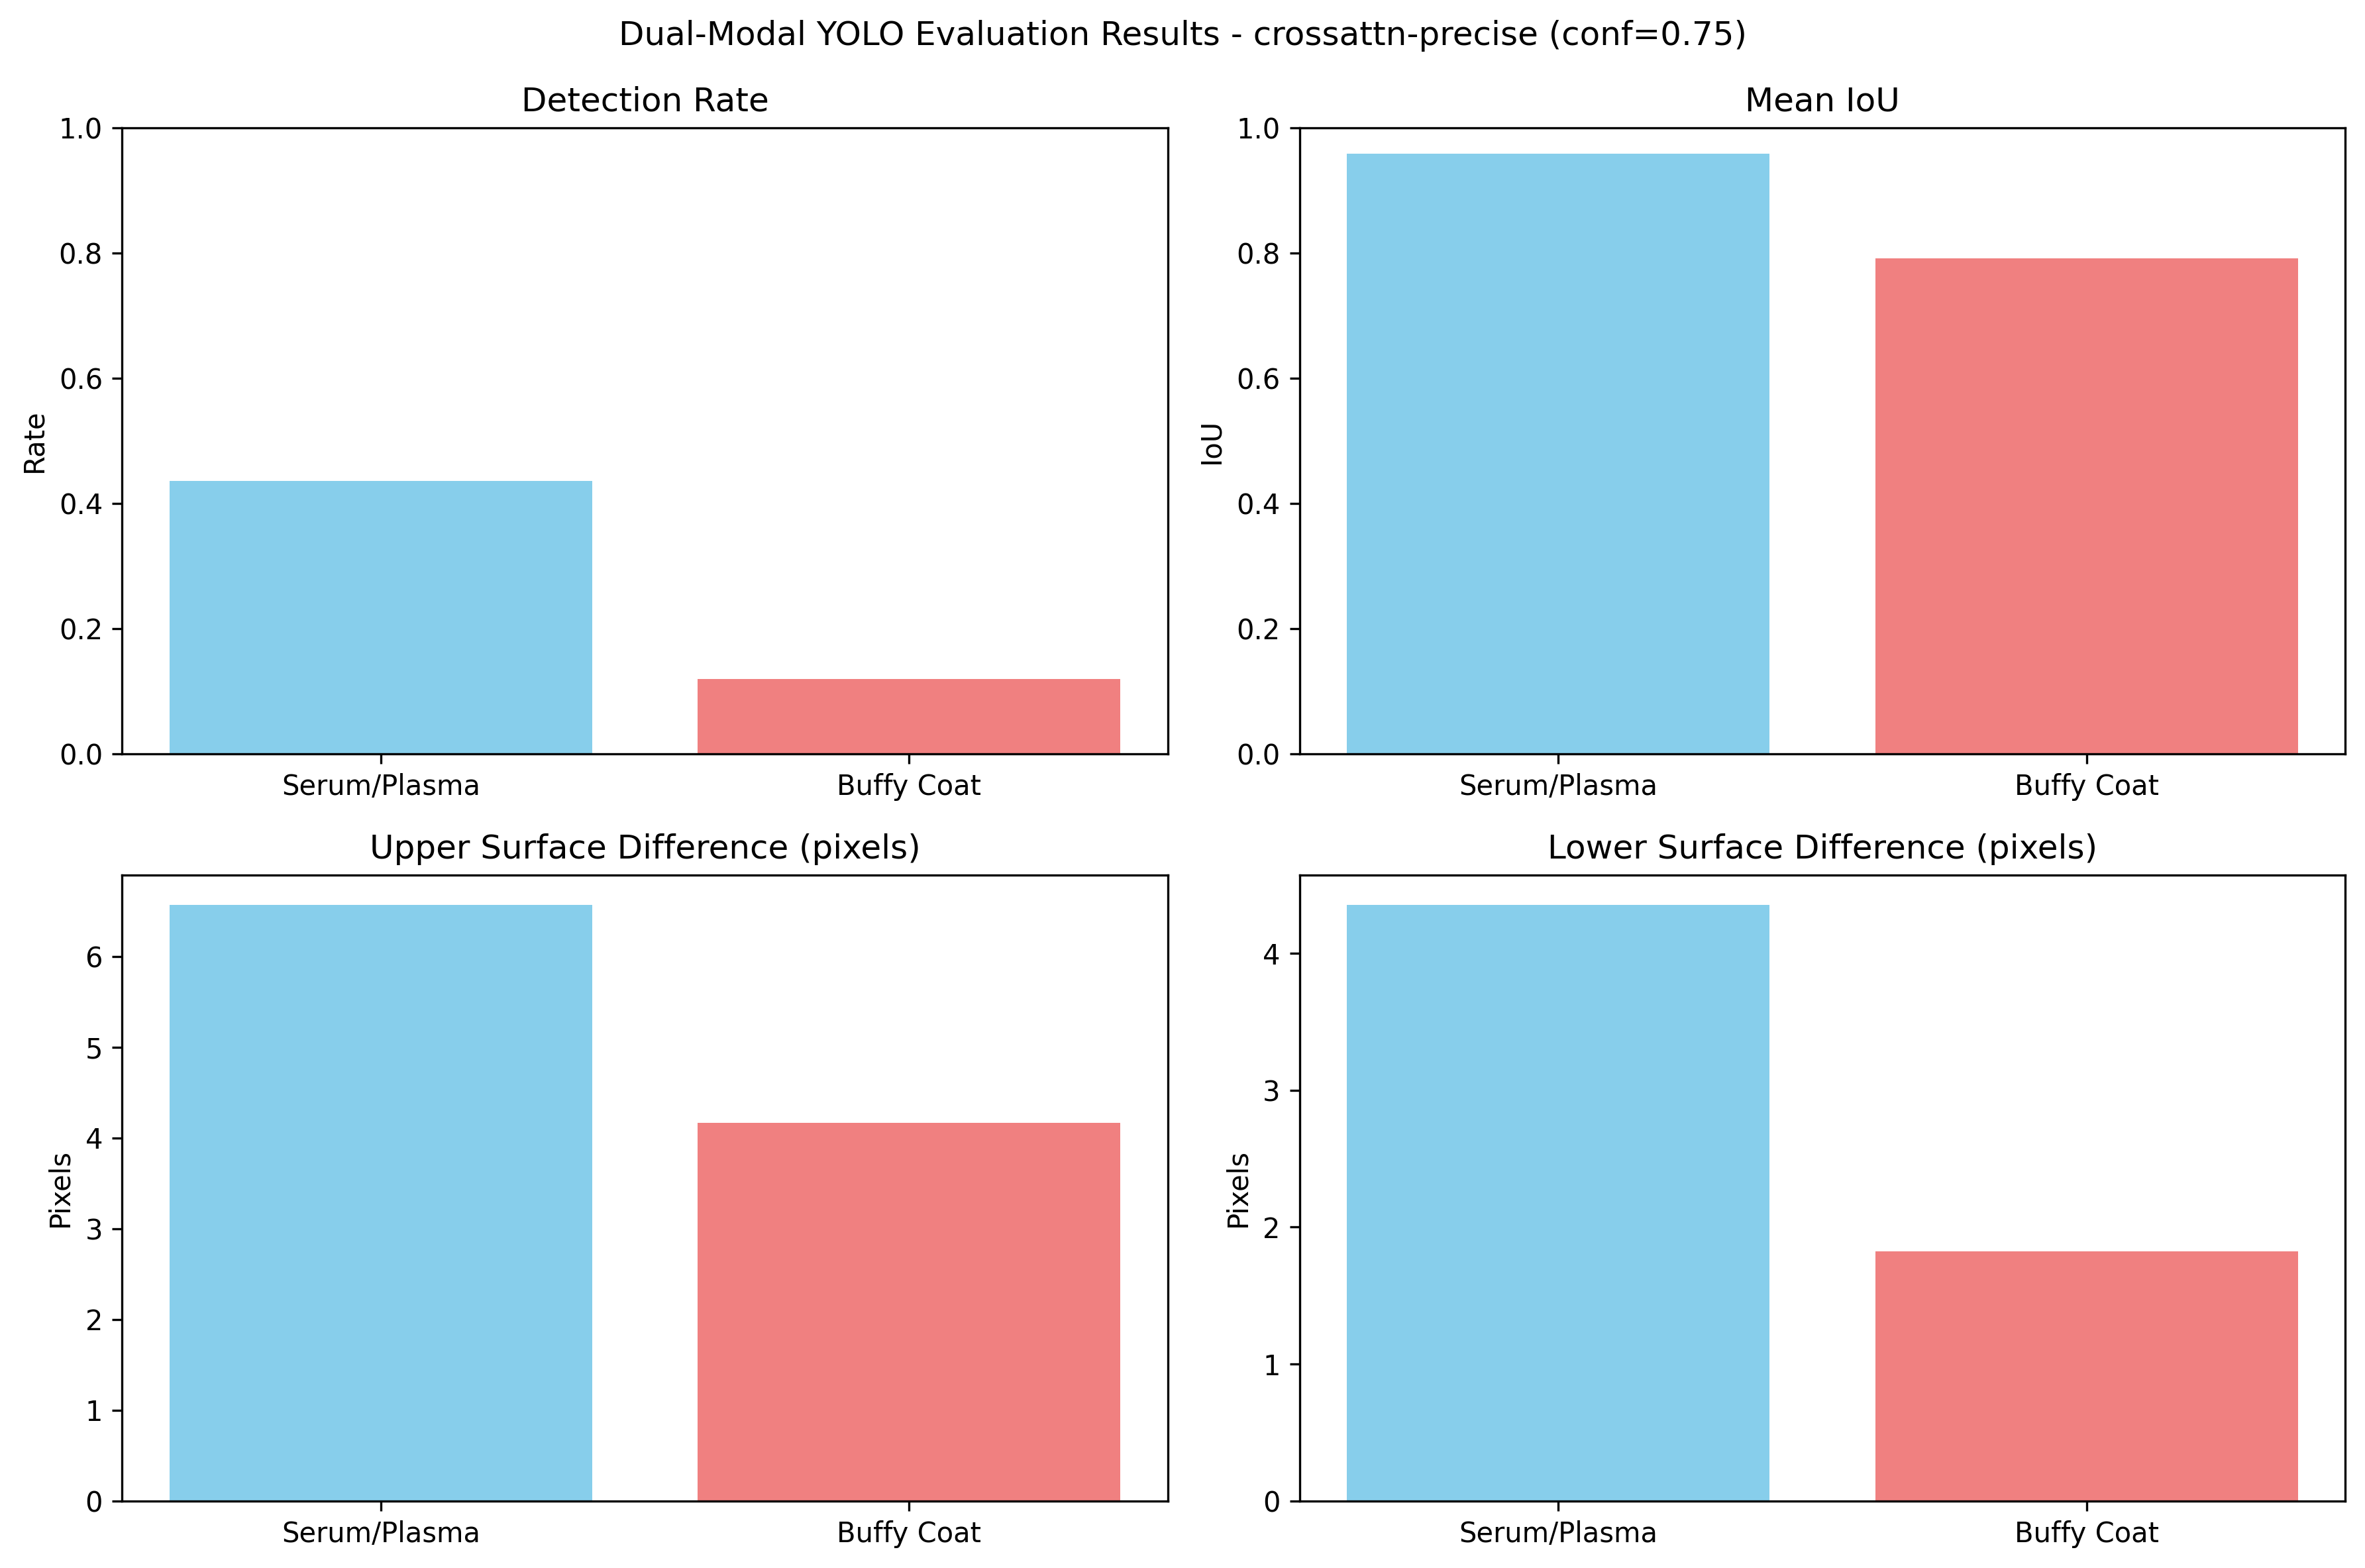 Dual-Modal YOLO Evaluation Results - crossattn-precise (conf=0.75)
Detection Rate
1.0
0.8
0.6
0.4
0.2
0.0
Rate
Serum/Plasma
Buffy Coat
Mean IoU
1.0
0.8
0.6
0.4
0.2
0.0
IoU
Serum/Plasma
Buffy Coat
Upper Surface Difference (pixels)
6
5
4
3
2
1
0
Pixels
Serum/Plasma
Buffy Coat
Lower Surface Difference (pixels)
4
3
2
1
0
Pixels
Serum/Plasma
Buffy Coat